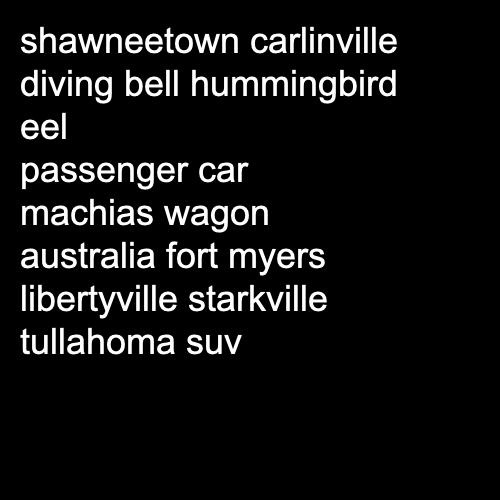 shawneetown carlinville
diving bell hummingbird
eel
passenger car
machias wagon
australia fort myers
libertyville starkville
tullahoma suv